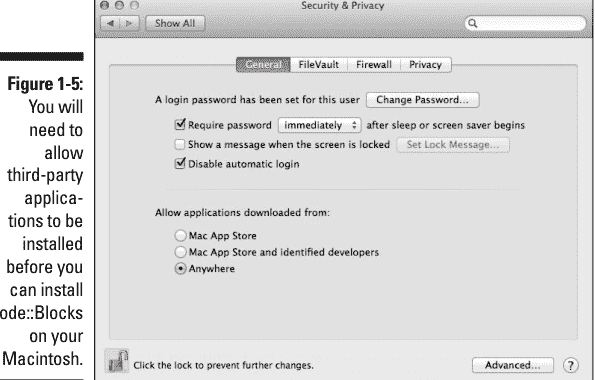 Security & Privacy
Show All
General FileVault Firewall Privacy
A login password has been set for this user Change Password...
Require password immediately after sleep or screen saver begins
Show a message when the screen is locked Set Lock Message...
Disable automatic login
Allow applications downloaded from:
Mac App Store
Mac App Store and identified developers
Anywhere
Click the lock to prevent further changes. Advanced... ?
Figure 1-5:
You will
need to
allow
third-party
applica-
tions to be
installed
before you
can install
ode::Blocks
on your
Macintosh.